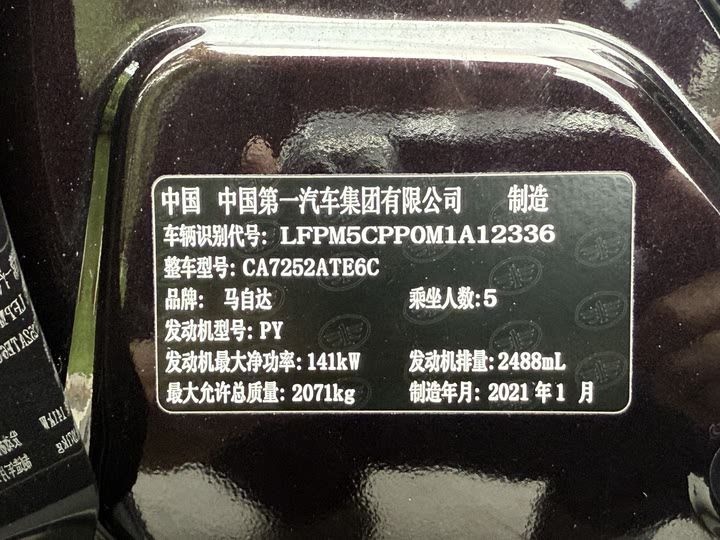 中国 中国第一汽车集团有限公司 制造
车辆识别代号: LFPM5CPP0M1A12336
整车型号: CA7252ATE6C
品牌: 马自达 乘坐人数: 5
发动机型号: PY
发动机最大净功率: 141kW 发动机排量: 2488mL
最大允许总质量: 2071kg 制造年月: 2021 年 1 月